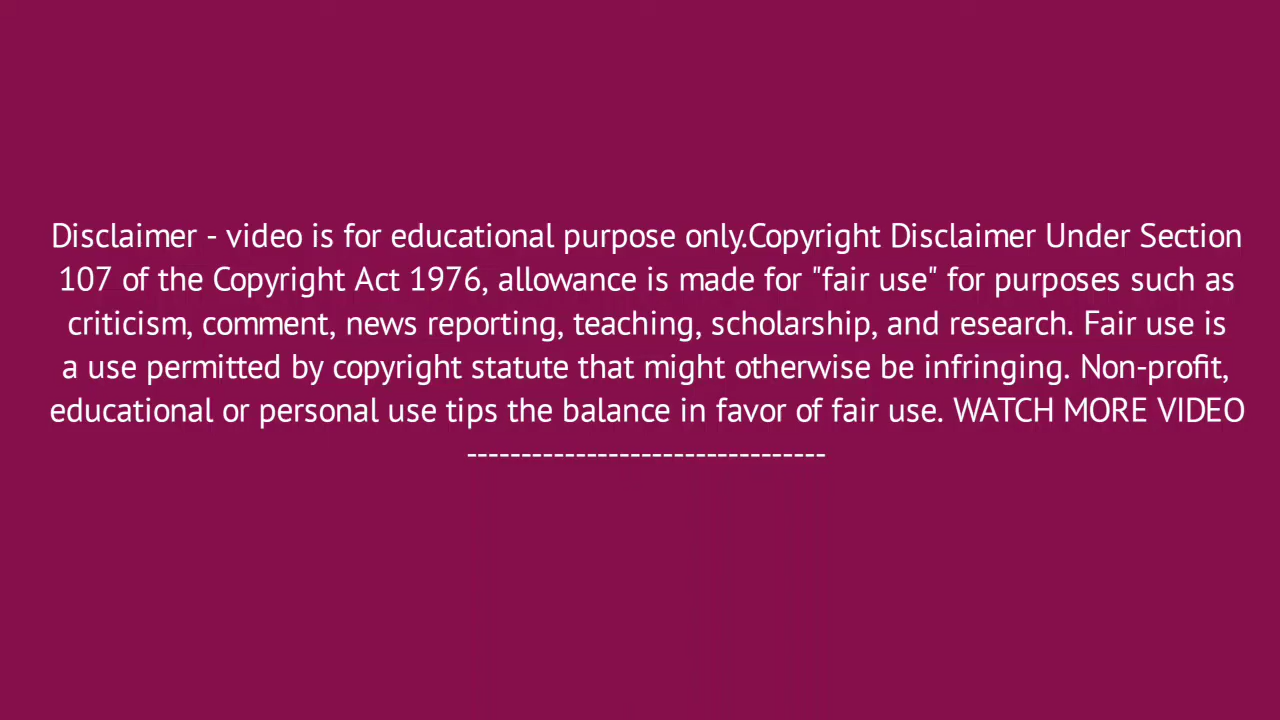 Disclaimer - video is for educational purpose only.Copyright Disclaimer Under Section
107 of the Copyright Act 1976, allowance is made for "fair use" for purposes such as
criticism, comment, news reporting, teaching, scholarship, and research. Fair use is
a use permitted by copyright statute that might otherwise be infringing. Non-profit,
educational or personal use tips the balance in favor of fair use. WATCH MORE VIDEO
---------------------------------